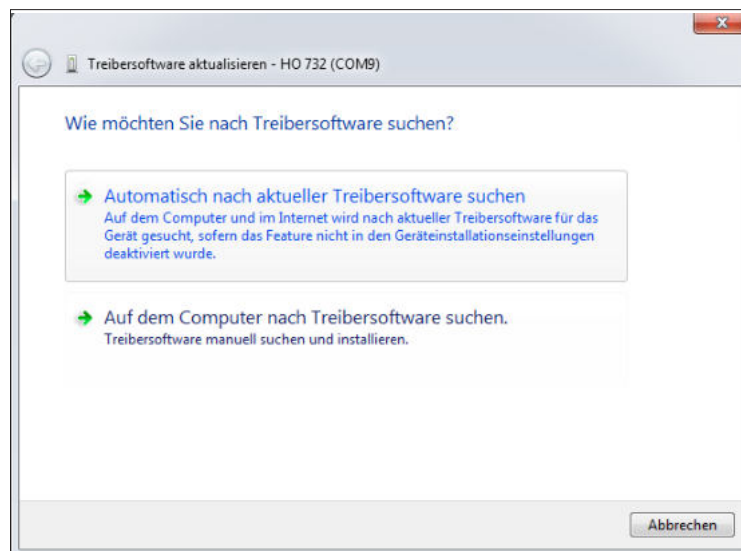 Treibersoftware aktualisieren - HO 732 (COM9)
Wie möchten Sie nach Treibersoftware suchen?
Automatisch nach aktueller Treibersoftware suchen
Auf dem Computer und im Internet wird nach aktueller Treibersoftware für das
Gerät gesucht, sofern das Feature nicht in den Geräteinstallationseinstellungen
deaktiviert wurde.
Auf dem Computer nach Treibersoftware suchen.
Treibersoftware manuell suchen und installieren.
Abbrechen